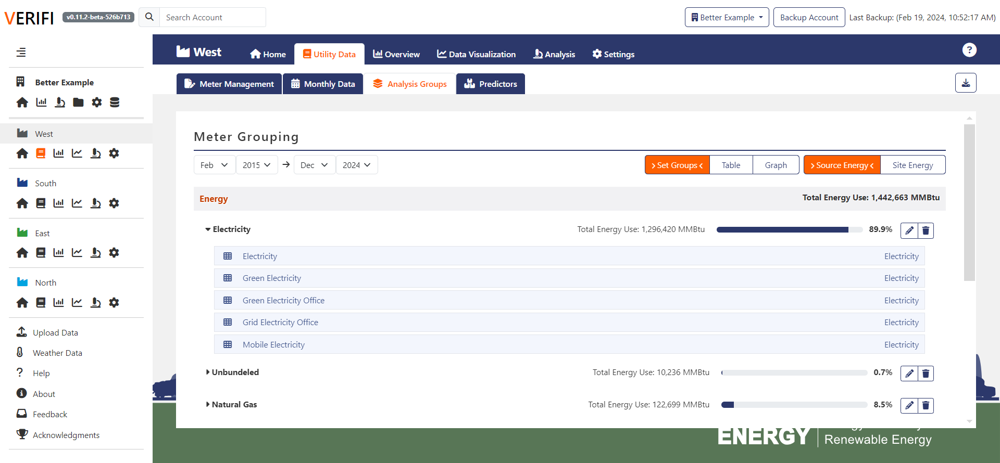 VERIFI v0.11.2-beta-526b713 Search Account Better Example Backup Account Last Backup: (Feb 19, 2024, 10:52:17 AM)
West Home Utility Data Overview Data Visualization Analysis Settings ?
Meter Management Monthly Data Analysis Groups Predictors
Better Example
West
South
East
North
Upload Data
Weather Data
Help
About
Feedback
Acknowledgments
Meter Grouping
Feb 2015 → Dec 2024 Set Groups Table Graph Source Energy Site Energy
Energy Total Energy Use: 1,442,663 MMBtu
Electricity Total Energy Use: 1,296,420 MMBtu 89.9%
Electricity Electricity
Green Electricity Electricity
Green Electricity Office Electricity
Grid Electricity Office Electricity
Mobile Electricity Electricity
Unbundeled Total Energy Use: 10,236 MMBtu 0.7%
Natural Gas Total Energy Use: 122,699 MMBtu 8.5%
ENERGY
Renewable Energy